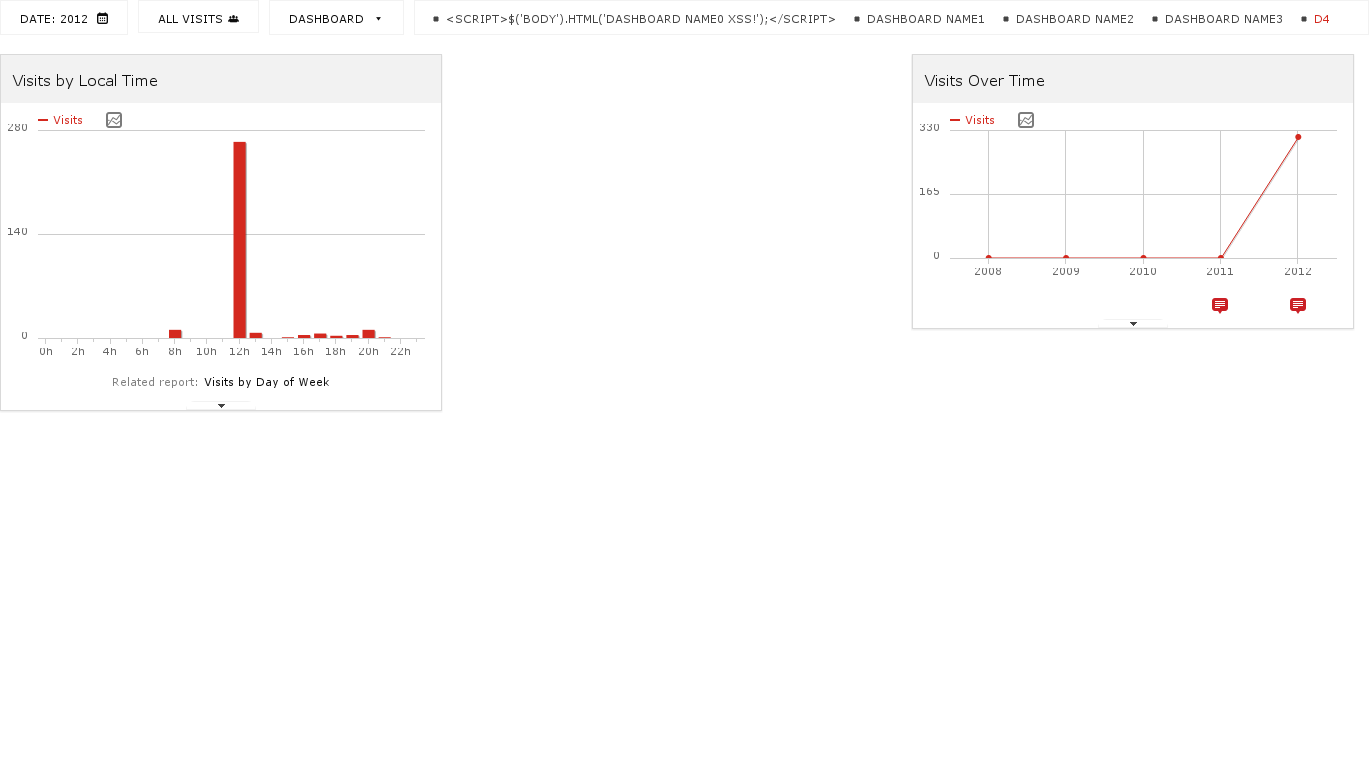 DATE: 2012 ALL VISITS DASHBOARD <SCRIPT>$('BODY').HTML('DASHBOARD NAME0 XSS!');</SCRIPT> DASHBOARD NAME1 DASHBOARD NAME2 DASHBOARD NAME3 D4
Visits by Local Time
Visits
280
140
0
0h 2h 4h 6h 8h 10h 12h 14h 16h 18h 20h 22h
Related report: Visits by Day of Week
Visits Over Time
Visits
330
165
0
2008 2009 2010 2011 2012